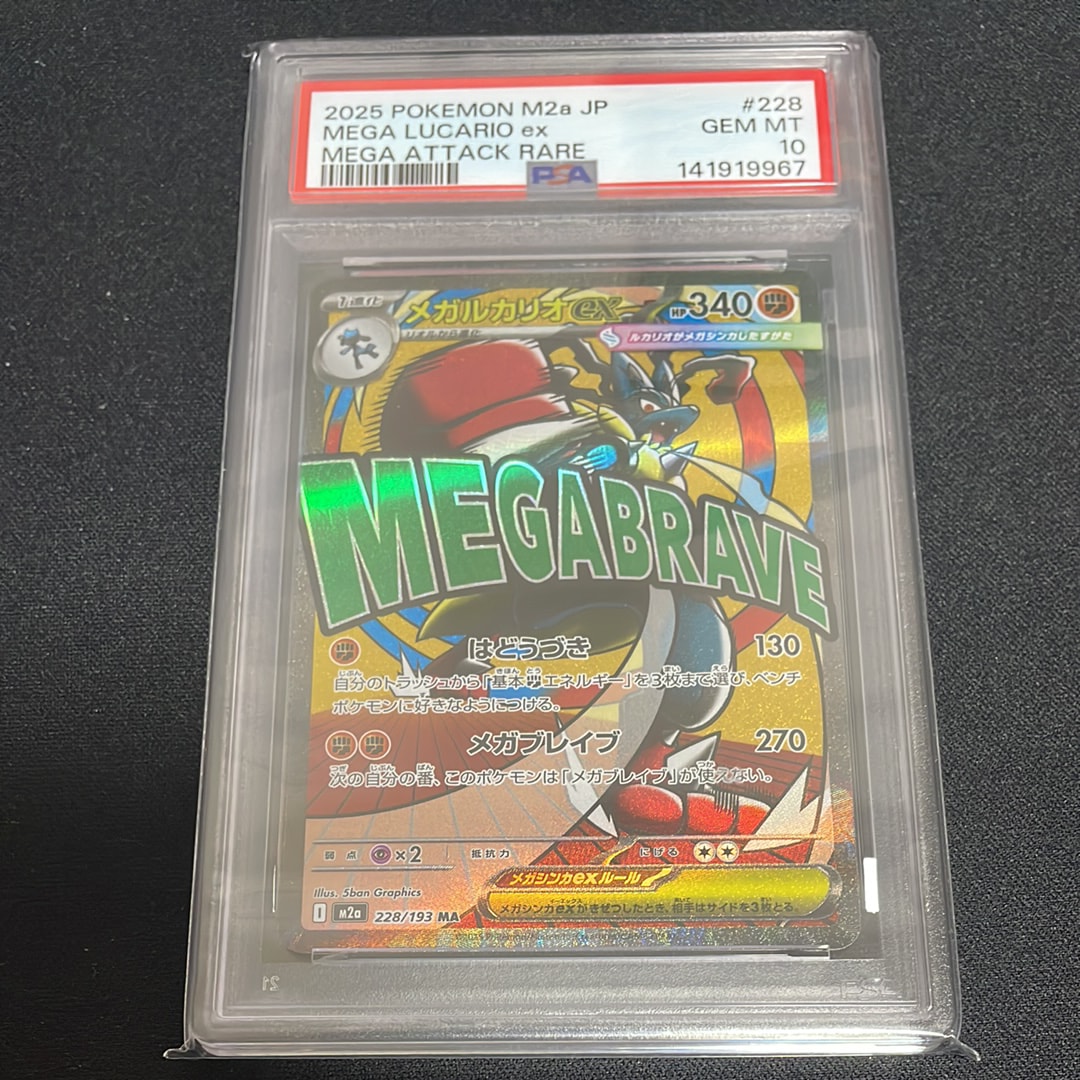 2025 POKEMON M2a JP #228
MEGA LUCARIO ex GEM MT
MEGA ATTACK RARE 10
PSA 141919967
1進化 メガルカリオex HP 340
リオルから進化 ルカリオがメガシンカしたすがた
MEGABRAVE
はどうづき 130
自分のトラッシュから「基本エネルギー」を3枚まで選び、ベンチ
ポケモンに好きなようにつける。
メガブレイブ 270
次の自分の番、このポケモンは「メガブレイブ」が使えない。
弱点 ×2 抵抗力 にげる
メガシンカexルール
メガシンカexがきぜつしたとき、相手はサイドを3枚とる。
Illus. 5ban Graphics
I M2a 228/193 MA